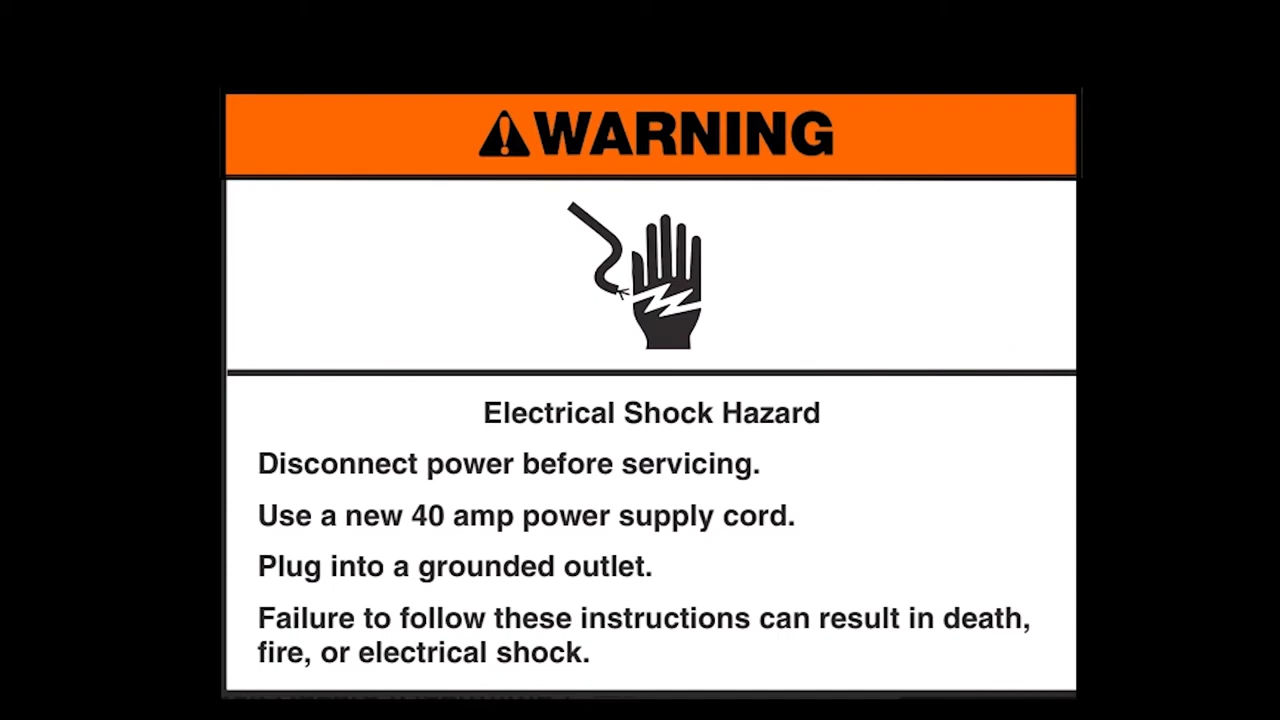 WARNING
Electrical Shock Hazard
Disconnect power before servicing.
Use a new 40 amp power supply cord.
Plug into a grounded outlet.
Failure to follow these instructions can result in death,
fire, or electrical shock.